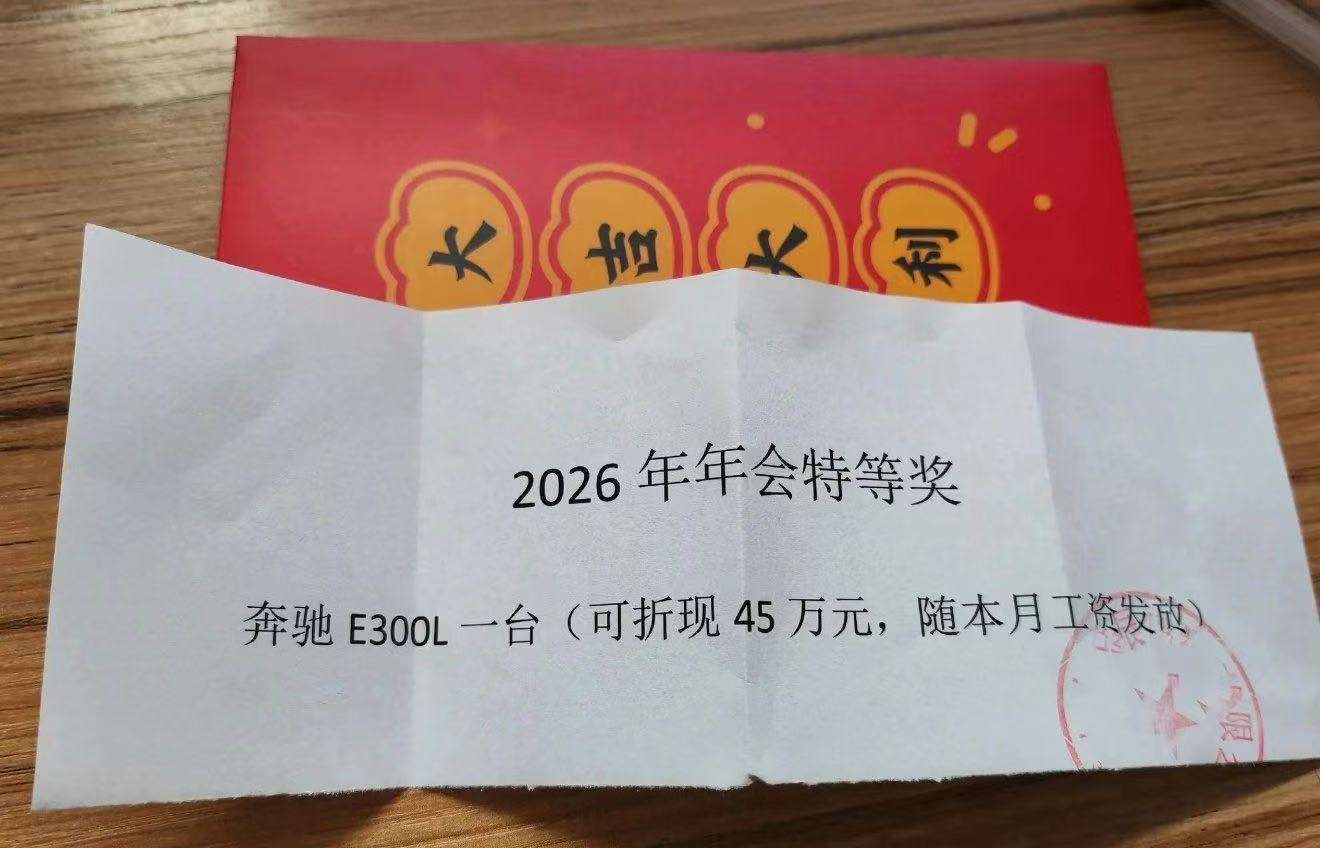 大吉大利
2026 年年会特等奖
奔驰 E300L 一台（可折现 45 万元，随本月工资发放）
限